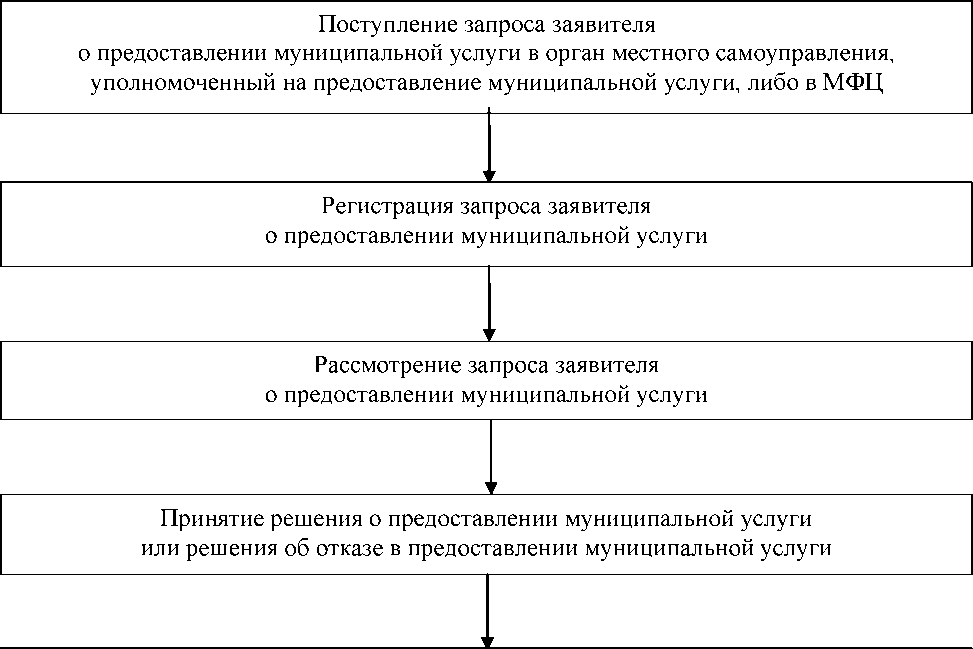 Поступление запроса заявителя
о предоставлении муниципальной услуги в орган местного самоуправления,
уполномоченный на предоставление муниципальной услуги, либо в МФЦ
Регистрация запроса заявителя
о предоставлении муниципальной услуги
Рассмотрение запроса заявителя
о предоставлении муниципальной услуги
Принятие решения о предоставлении муниципальной услуги
или решения об отказе в предоставлении муниципальной услуги